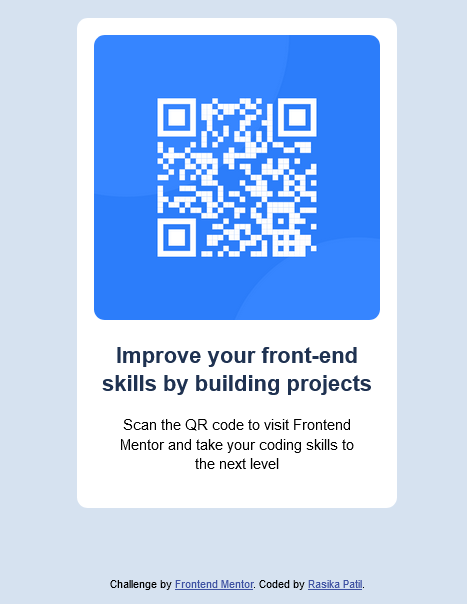 Improve your front-end
skills by building projects
Scan the QR code to visit Frontend
Mentor and take your coding skills to
the next level
Challenge by Frontend Mentor. Coded by Rasika Patil.